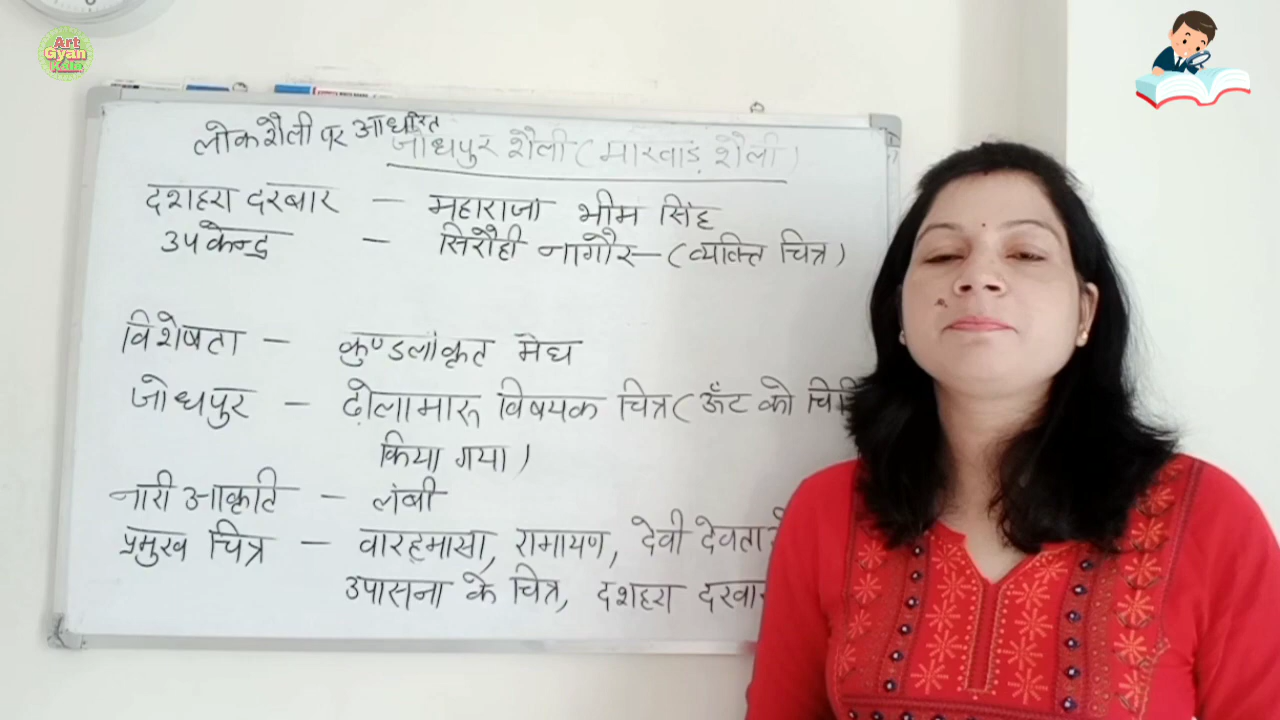 Art
Gyan
Kala
लोक शैली पर आधारित
जोधपुर शैली (मारवाड़ शैली)
दशहरा दरबार - महाराजा भीम सिंह
उपकेन्द्र - सिरोही नागौर-(व्यक्ति चित्र)
विशेषता - कुण्डलांकृत मेघ
जोधपुर - ढ़ोलामारू विषयक चित्र (ऊँट को
किया गया)
नारी आकृति - लंबी
प्रमुख चित्र - वारहमासा, रामायण, देवी देवता
उपासना के चित्र, दशहरा